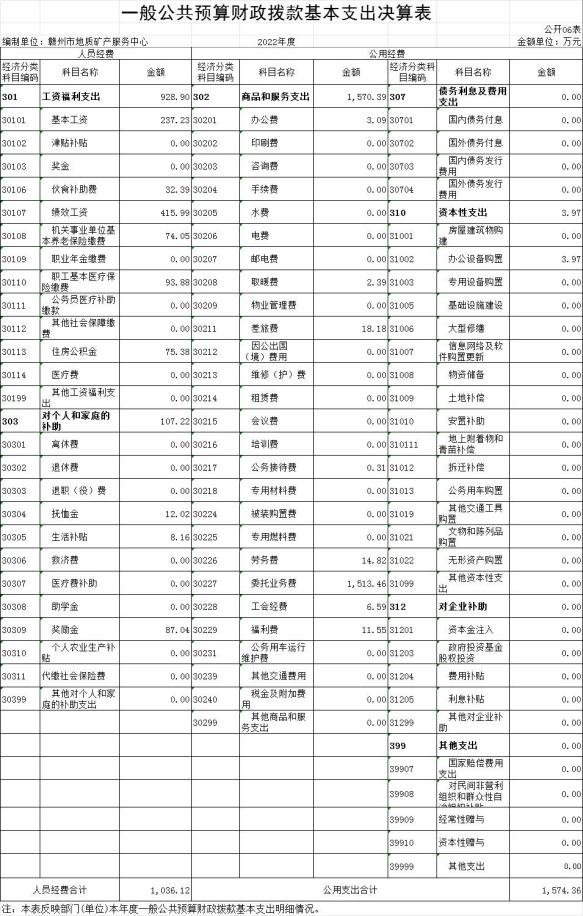 一般公共预算财政拨款基本支出决算表
公开06表
编制单位：赣州市地质矿产服务中心 2022年度 金额单位：万元
人员经费 公用经费
经济分类科目编码 科目名称 金额 经济分类科目编码 科目名称 金额 经济分类科目编码 科目名称 金额
301 工资福利支出 928.90 302 商品和服务支出 1,570.39 307 债务利息及费用支出 0.00
30101 基本工资 237.23 30201 办公费 3.09 30701 国内债务付息 0.00
30102 津贴补贴 0.00 30202 印刷费 0.00 30702 国外债务付息 0.00
30103 奖金 0.00 30203 咨询费 0.00 30703 国内债务发行费用 0.00
30106 伙食补助费 32.39 30204 手续费 0.00 30704 国外债务发行费用 0.00
30107 绩效工资 415.99 30205 水费 0.00 310 资本性支出 3.97
30108 机关事业单位基本养老保险缴费 74.05 30206 电费 0.00 31001 房屋建筑物购建 0.00
30109 职业年金缴费 0.00 30207 邮电费 0.00 31002 办公设备购置 3.97
30110 职工基本医疗保险缴费 93.88 30208 取暖费 2.39 31003 专用设备购置 0.00
30111 公务员医疗补助缴款 0.00 30209 物业管理费 0.00 31005 基础设施建设 0.00
30112 其他社会保障缴费 0.00 30211 差旅费 18.18 31006 大型修缮 0.00
30113 住房公积金 75.38 30212 因公出国（境）费用 0.00 31007 信息网络及软件购置更新 0.00
30114 医疗费 0.00 30213 维修（护）费 0.00 31008 物资储备 0.00
30199 其他工资福利支出 0.00 30214 租赁费 0.00 31009 土地补偿 0.00
303 对个人和家庭的补助 107.22 30215 会议费 0.00 31010 安置补助 0.00
30301 离休费 0.00 30216 培训费 0.00 310111 地上附着物和青苗补偿 0.00
30302 退休费 0.00 30217 公务接待费 0.31 31012 拆迁补偿 0.00
30303 退职（役）费 0.00 30218 专用材料费 0.00 31013 公务用车购置 0.00
30304 抚恤金 12.02 30224 被装购置费 0.00 31019 其他交通工具购置 0.00
30305 生活补贴 8.16 30225 专用燃料费 0.00 31021 文物和陈列品购置 0.00
30306 救济费 0.00 30226 劳务费 14.82 31022 无形资产购置 0.00
30307 医疗费补助 0.00 30227 委托业务费 1,513.46 31099 其他资本性支出 0.00
30308 助学金 0.00 30228 工会经费 6.59 312 对企业补助 0.00
30309 奖励金 87.04 30229 福利费 11.55 31201 资本金注入 0.00
30310 个人农业生产补贴 0.00 30231 公务用车运行维护费 0.00 31203 政府投资基金股权投资 0.00
30311 代缴社会保险费 0.00 30239 其他交通费用 0.00 31204 费用补贴 0.00
30399 其他对个人和家庭的补助支出 0.00 30240 税金及附加费用 0.00 31205 利息补贴 0.00
30299 其他商品和服务支出 0.00 31299 其他对企业补助 0.00
399 其他支出 0.00
39907 国家赔偿费用支出 0.00
39908 对民间非营利组织和群众性自治组织补贴 0.00
39909 经常性赠与 0.00
39910 资本性赠与 0.00
39999 其他支出 0.00
人员经费合计 1,036.12 公用支出合计 1,574.36
注：本表反映部门(单位)本年度一般公共预算财政拨款基本支出明细情况。